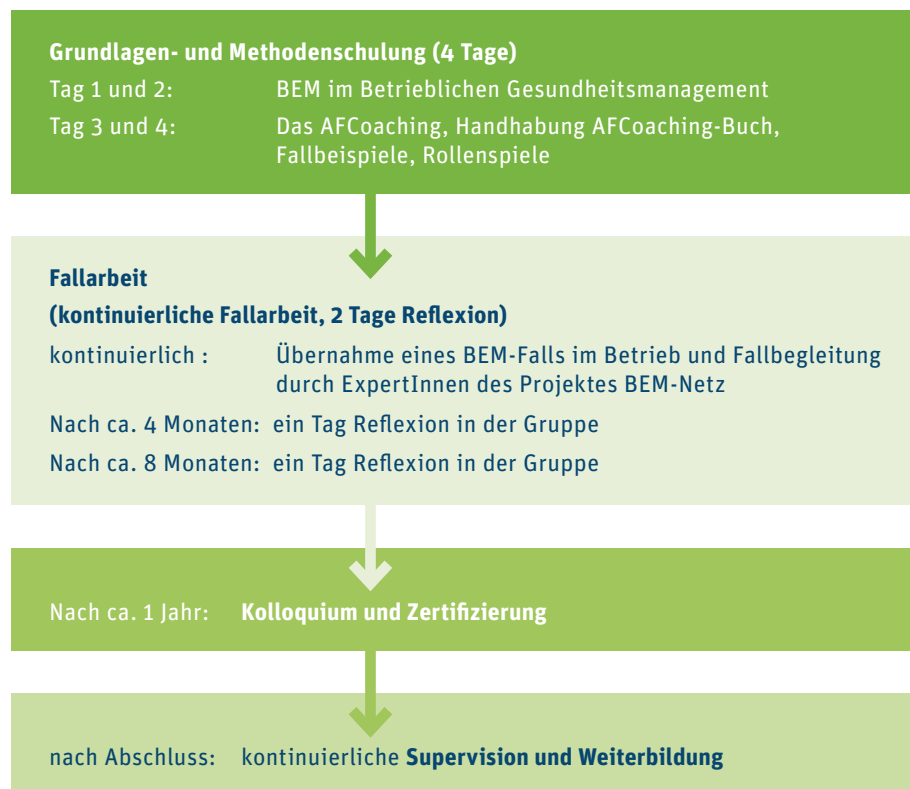 Grundlagen- und Methodenschulung (4 Tage)
Tag 1 und 2: BEM im Betrieblichen Gesundheitsmanagement
Tag 3 und 4: Das AFCoaching, Handhabung AFCoaching-Buch,
Fallbeispiele, Rollenspiele
Fallarbeit
(kontinuierliche Fallarbeit, 2 Tage Reflexion)
kontinuierlich : Übernahme eines BEM-Falls im Betrieb und Fallbegleitung
durch ExpertInnen des Projektes BEM-Netz
Nach ca. 4 Monaten: ein Tag Reflexion in der Gruppe
Nach ca. 8 Monaten: ein Tag Reflexion in der Gruppe
Nach ca. 1 Jahr: Kolloquium und Zertifizierung
nach Abschluss: kontinuierliche Supervision und Weiterbildung